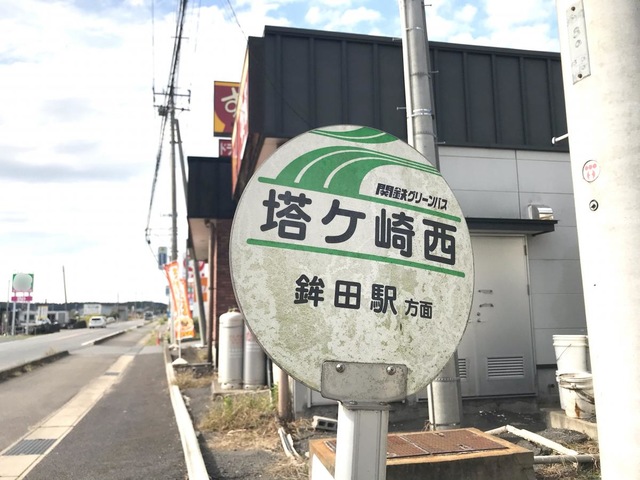 関鉄グリーンバス
塔ケ崎西
鉾田駅 方面